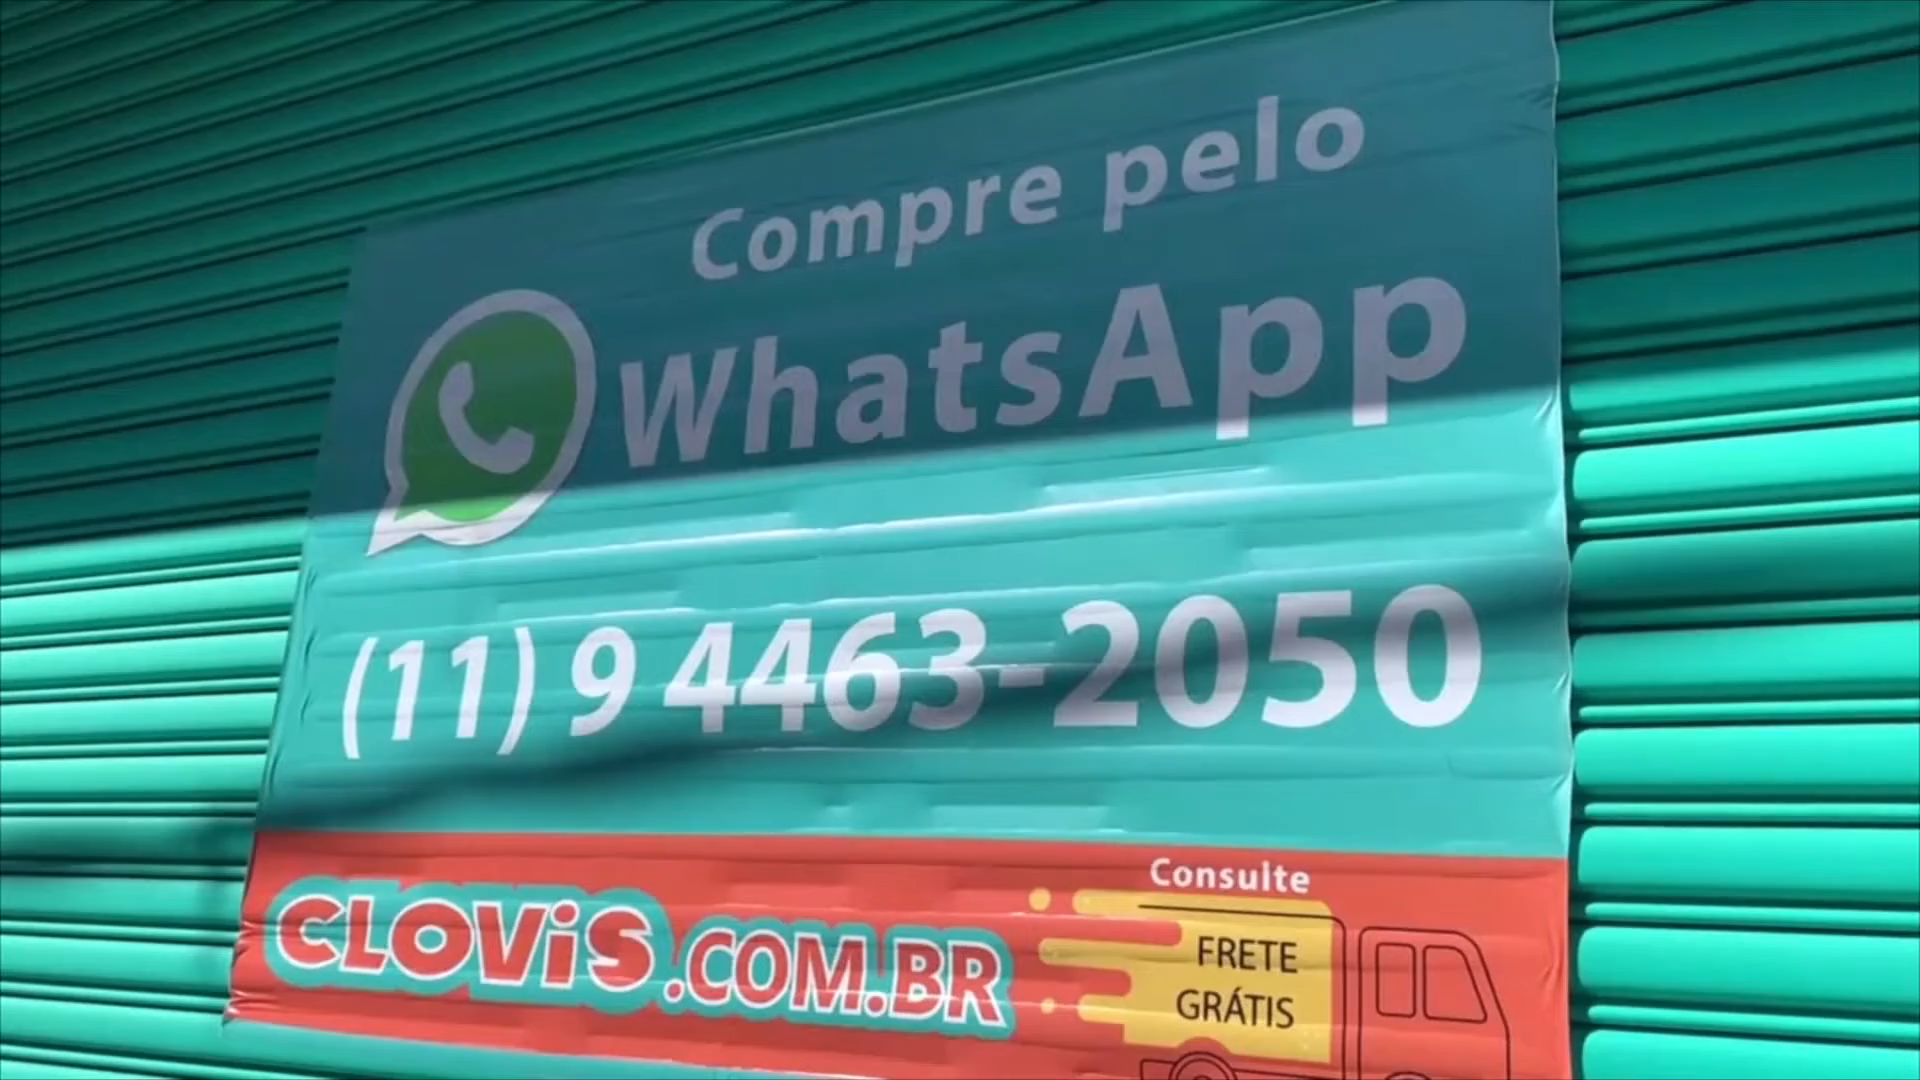 Compre pelo
WhatsApp
(11) 9 4463-2050
CLOViS.COM.BR
Consulte
FRETE
GRÁTIS